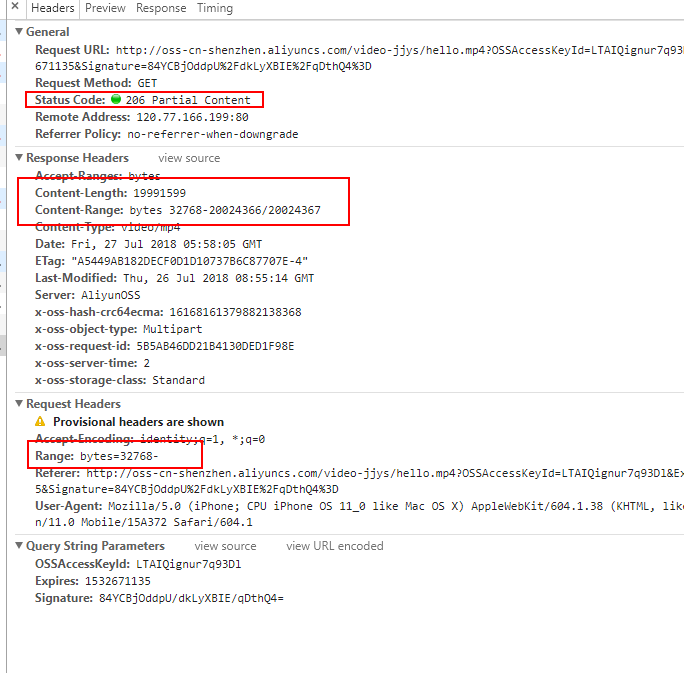 × Headers Preview Response Timing
▼ General
Request URL: http://oss-cn-shenzhen.aliyuncs.com/video-jjys/hello.mp4?OSSAccessKeyId=LTAIQignur7q93D
671135&Signature=84YCBjOddpU%2FdkLyXBIE%2FqDthQ4%3D
Request Method: GET
Status Code: 206 Partial Content
Remote Address: 120.77.166.199:80
Referrer Policy: no-referrer-when-downgrade
▼ Response Headers view source
Accept-Ranges: bytes
Content-Length: 19991599
Content-Range: bytes 32768-20024366/20024367
Content-Type: video/mp4
Date: Fri, 27 Jul 2018 05:58:05 GMT
ETag: "A5449AB182DECF0D1D10737B6C87707E-4"
Last-Modified: Thu, 26 Jul 2018 08:55:14 GMT
Server: AliyunOSS
x-oss-hash-crc64ecma: 16168161379882138368
x-oss-object-type: Multipart
x-oss-request-id: 5B5AB46DD21B4130DED1F98E
x-oss-server-time: 2
x-oss-storage-class: Standard
▼ Request Headers
Provisional headers are shown
Accept-Encoding: identity;q=1, *;q=0
Range: bytes=32768-
Referer: http://oss-cn-shenzhen.aliyuncs.com/video-jjys/hello.mp4?OSSAccessKeyId=LTAIQignur7q93Dl&Ex
5&Signature=84YCBjOddpU%2FdkLyXBIE%2FqDthQ4%3D
User-Agent: Mozilla/5.0 (iPhone; CPU iPhone OS 11_0 like Mac OS X) AppleWebKit/604.1.38 (KHTML, like
n/11.0 Mobile/15A372 Safari/604.1
▼ Query String Parameters view source view URL encoded
OSSAccessKeyId: LTAIQignur7q93Dl
Expires: 1532671135
Signature: 84YCBjOddpU/dkLyXBIE/qDthQ4=